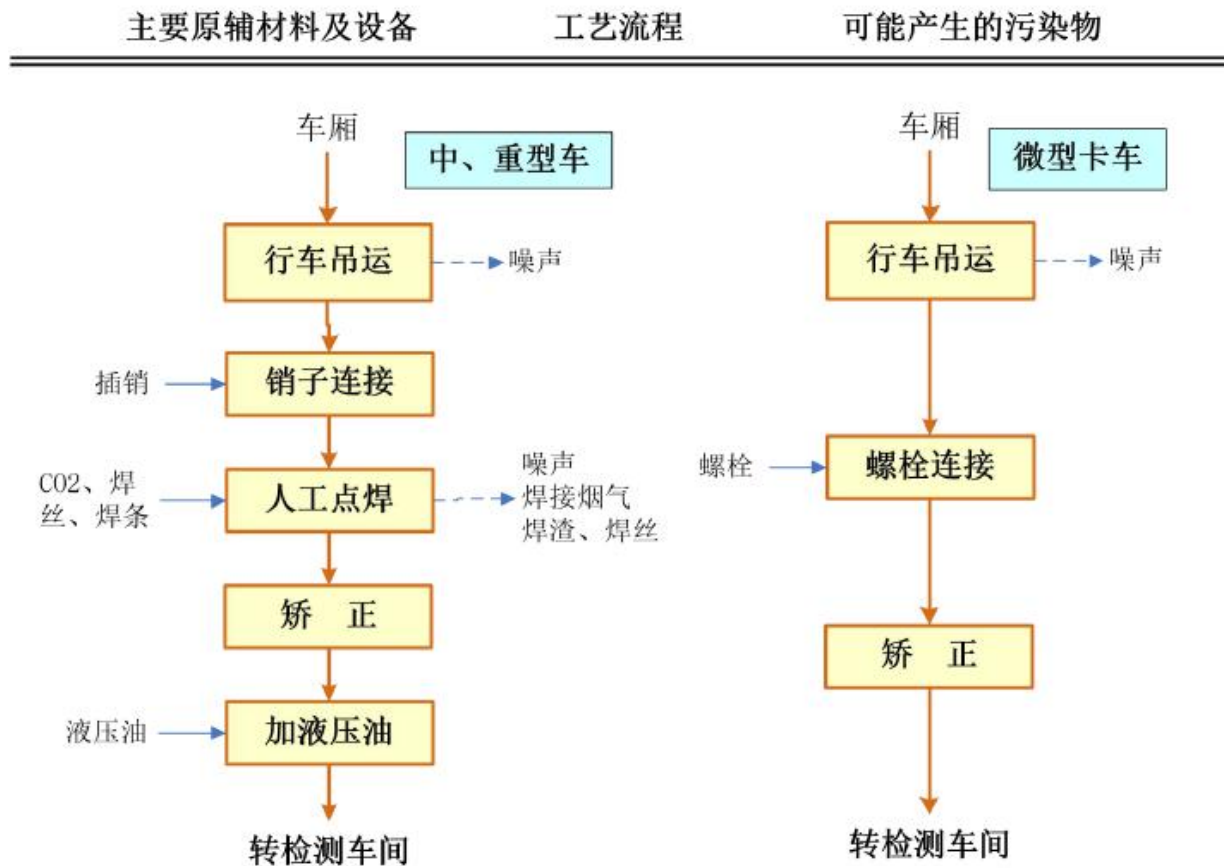 主要原辅材料及设备 工艺流程 可能产生的污染物
车厢
中、重型车
行车吊运
噪声
插销
销子连接
CO2、焊
丝、焊条
人工点焊
噪声
焊接烟气
焊渣、焊丝
矫 正
液压油
加液压油
转检测车间
车厢
微型卡车
行车吊运
噪声
螺栓
螺栓连接
矫 正
转检测车间